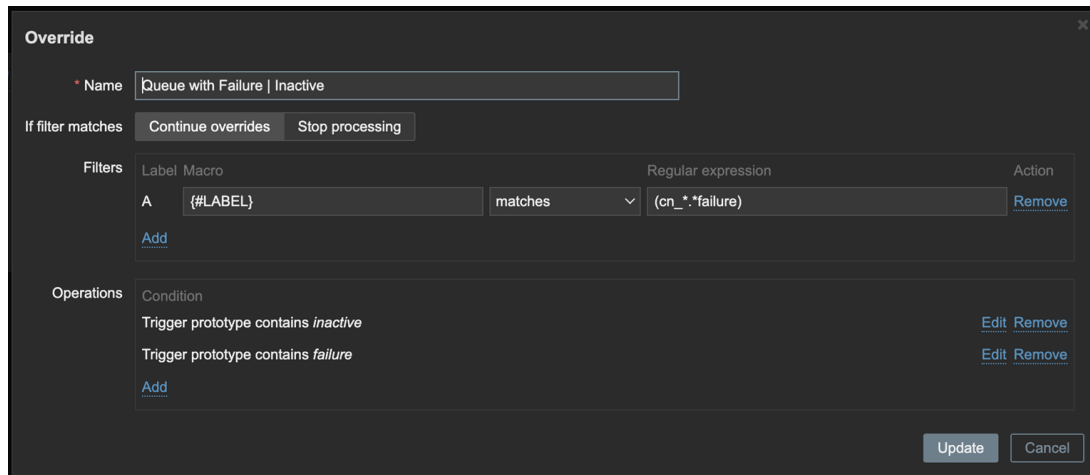 Override
* Name Queue with Failure | Inactive
If filter matches Continue overrides Stop processing
Filters Label Macro Regular expression Action
A {#LABEL} matches (cn_*.*failure) Remove
Add
Operations Condition
Trigger prototype contains inactive Edit Remove
Trigger prototype contains failure Edit Remove
Add
Update Cancel